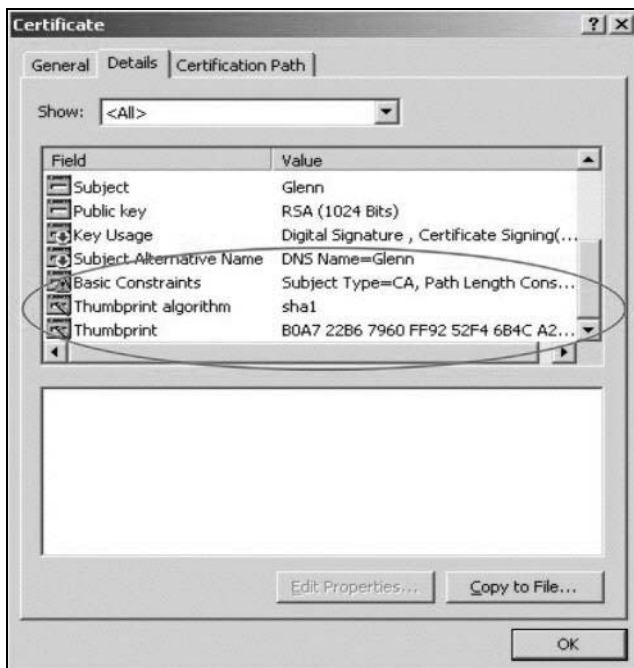 Certificate
General Details Certification Path
Show: <All>
Field Value
Subject Glenn
Public key RSA (1024 Bits)
Key Usage Digital Signature , Certificate Signing(...
Subject Alternative Name DNS Name=Glenn
Basic Constraints Subject Type=CA, Path Length Cons...
Thumbprint algorithm sha1
Thumbprint B0A7 22B6 7960 FF92 52F4 6B4C A2...
Edit Properties... Copy to File...
OK